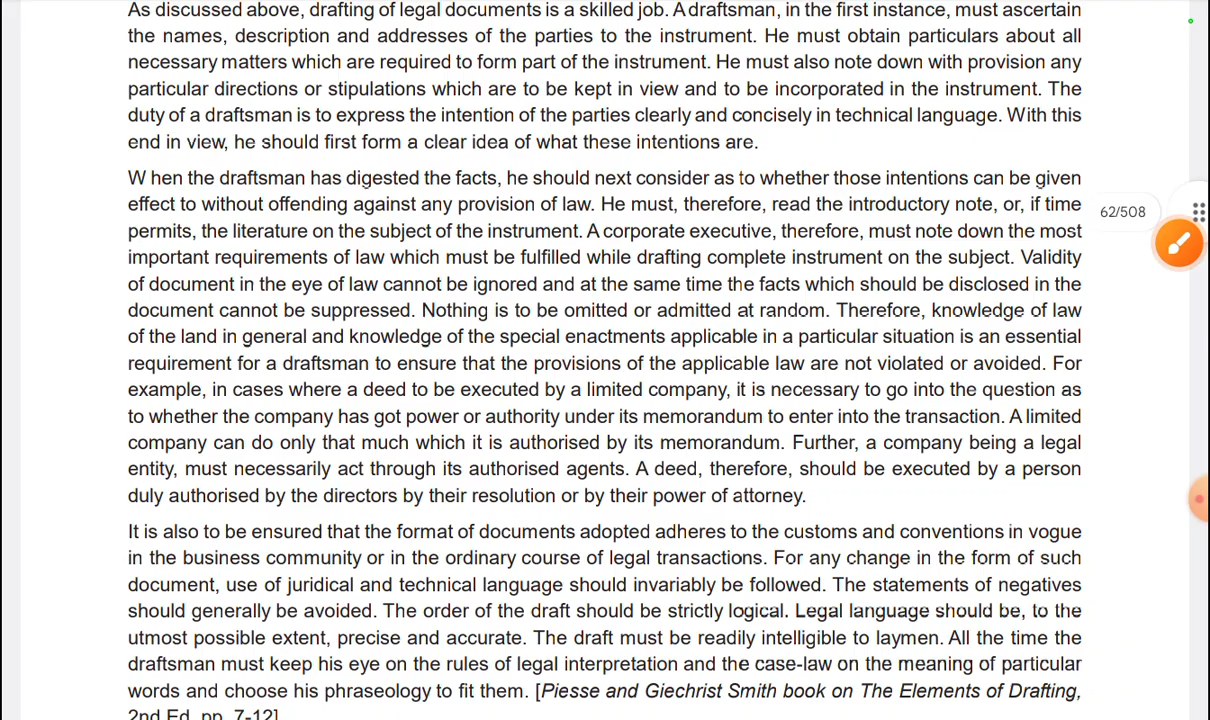 As discussed above, drafting of legal documents is a skilled job. A draftsman, in the first instance, must ascertain
the names, description and addresses of the parties to the instrument. He must obtain particulars about all
necessary matters which are required to form part of the instrument. He must also note down with provision any
particular directions or stipulations which are to be kept in view and to be incorporated in the instrument. The
duty of a draftsman is to express the intention of the parties clearly and concisely in technical language. With this
end in view, he should first form a clear idea of what these intentions are.
W hen the draftsman has digested the facts, he should next consider as to whether those intentions can be given
effect to without offending against any provision of law. He must, therefore, read the introductory note, or, if time
permits, the literature on the subject of the instrument. A corporate executive, therefore, must note down the most
important requirements of law which must be fulfilled while drafting complete instrument on the subject. Validity
of document in the eye of law cannot be ignored and at the same time the facts which should be disclosed in the
document cannot be suppressed. Nothing is to be omitted or admitted at random. Therefore, knowledge of law
of the land in general and knowledge of the special enactments applicable in a particular situation is an essential
requirement for a draftsman to ensure that the provisions of the applicable law are not violated or avoided. For
example, in cases where a deed to be executed by a limited company, it is necessary to go into the question as
to whether the company has got power or authority under its memorandum to enter into the transaction. A limited
company can do only that much which it is authorised by its memorandum. Further, a company being a legal
entity, must necessarily act through its authorised agents. A deed, therefore, should be executed by a person
duly authorised by the directors by their resolution or by their power of attorney.
It is also to be ensured that the format of documents adopted adheres to the customs and conventions in vogue
in the business community or in the ordinary course of legal transactions. For any change in the form of such
document, use of juridical and technical language should invariably be followed. The statements of negatives
should generally be avoided. The order of the draft should be strictly logical. Legal language should be, to the
utmost possible extent, precise and accurate. The draft must be readily intelligible to laymen. All the time the
draftsman must keep his eye on the rules of legal interpretation and the case-law on the meaning of particular
words and choose his phraseology to fit them. [Piesse and Giechrist Smith book on The Elements of Drafting,
2nd Ed. pp. 7-12]
62/508